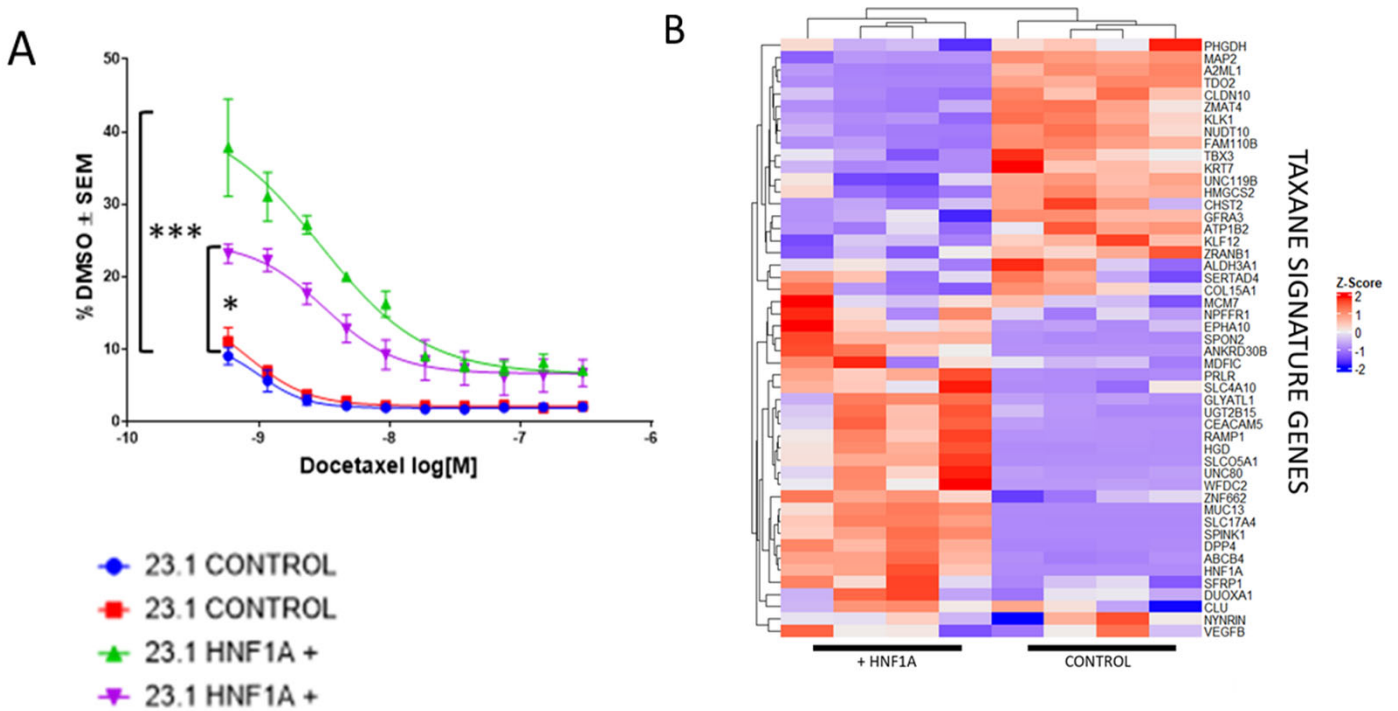 A
50
40
30
20
10
0
% DMSO ± SEM
***
*
-10
-9
-8
-7
-6
Docetaxel log[M]
23.1 CONTROL
23.1 CONTROL
23.1 HNF1A +
23.1 HNF1A +
B
PHGDH
MAP2
A2ML1
TDO2
CLDN10
ZMAT4
KLK1
NUDT10
FAM110B
TBX3
KRT7
UNC119B
HMGCS2
CHST2
GFRA3
ATP1B2
KLF12
ZRANB1
ALDH3A1
SERTAD4
COL15A1
MCM7
NPFFR1
EPHA10
SPON2
ANKRD30B
MDFIC
PRLR
SLC4A10
GLYATL1
UGT2B15
CEACAM5
RAMP1
HGD
SLCO5A1
UNC80
WFDC2
ZNF662
MUC13
SLC17A4
SPINK1
DPP4
ABCB4
HNF1A
SFRP1
DUOXA1
CLU
NYNRIN
VEGFB
+ HNF1A
CONTROL
TAXANE SIGNATURE GENES
Z-Score
2
1
0
-1
-2